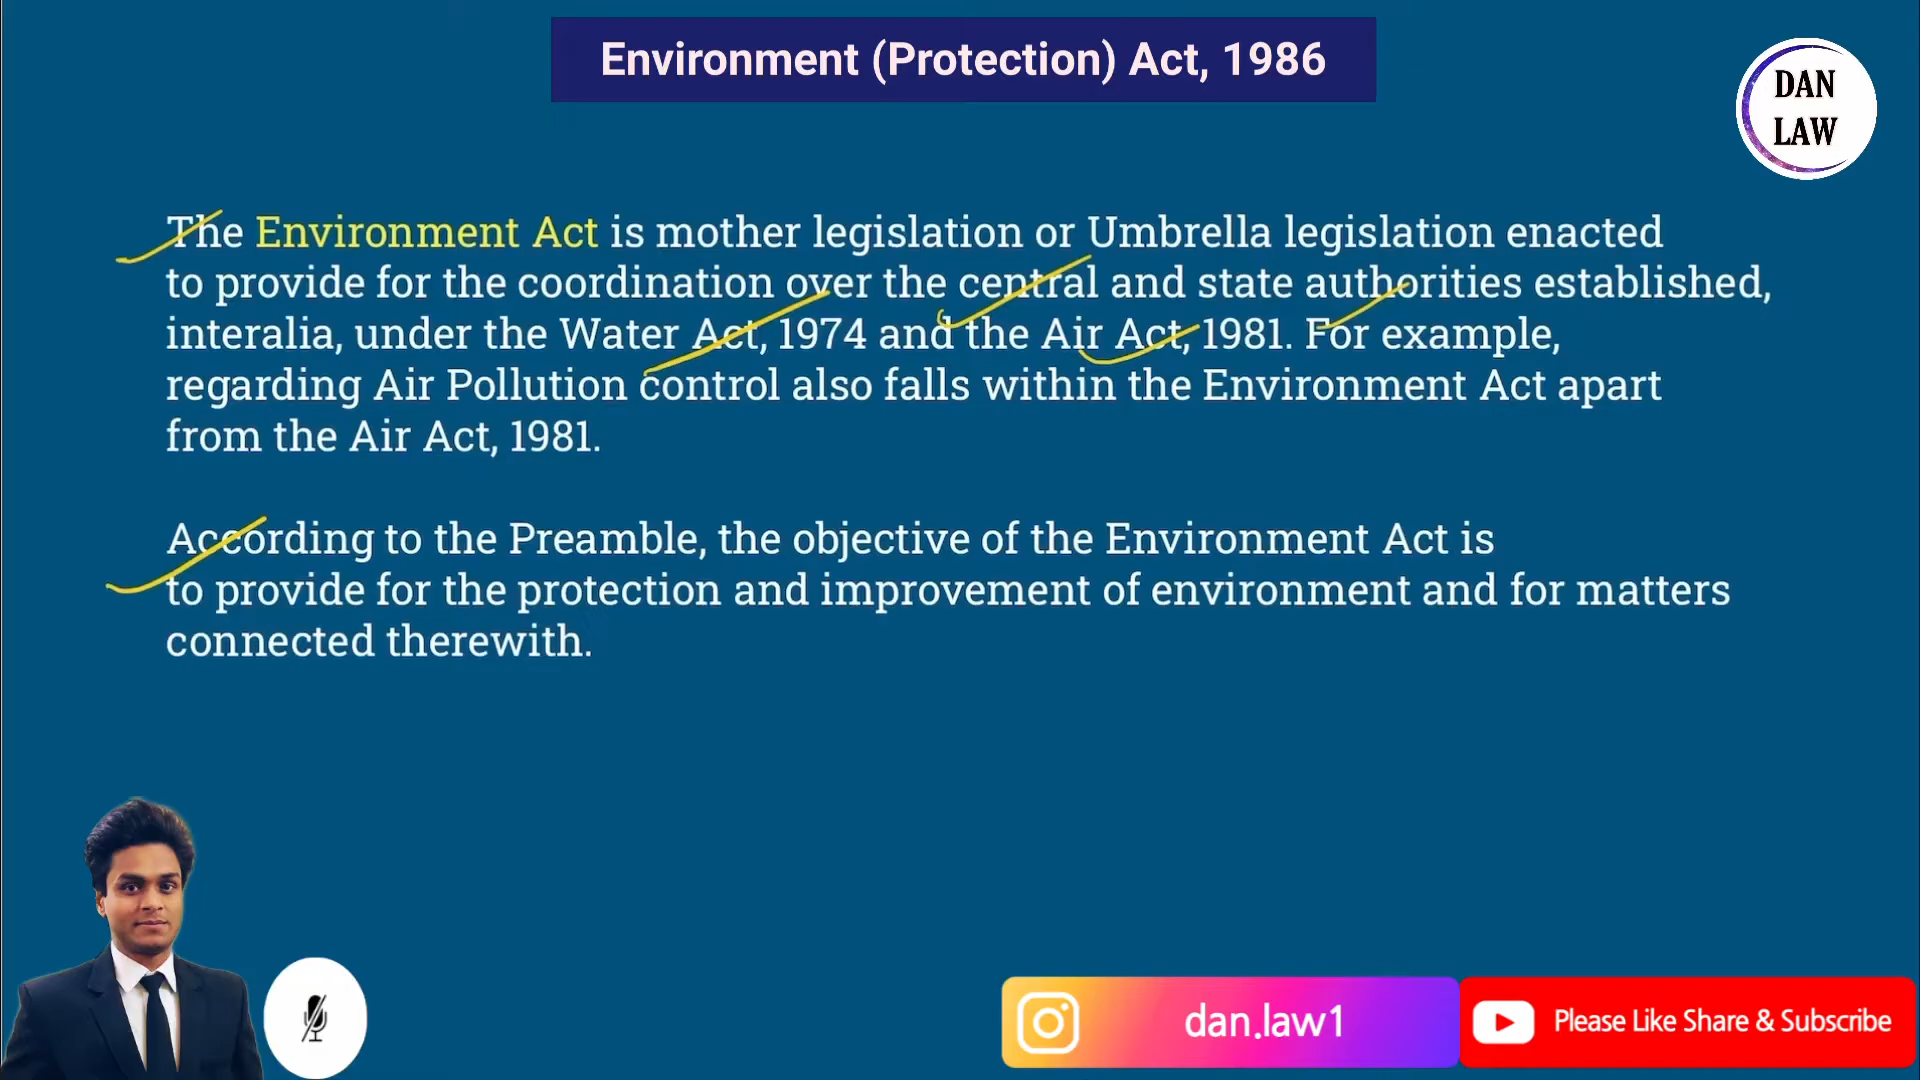 Environment (Protection) Act, 1986
DAN
LAW
The Environment Act is mother legislation or Umbrella legislation enacted
to provide for the coordination over the central and state authorities established,
interalia, under the Water Act, 1974 and the Air Act, 1981. For example,
regarding Air Pollution control also falls within the Environment Act apart
from the Air Act, 1981.
According to the Preamble, the objective of the Environment Act is
to provide for the protection and improvement of environment and for matters
connected therewith.
dan.law1
Please Like Share & Subscribe